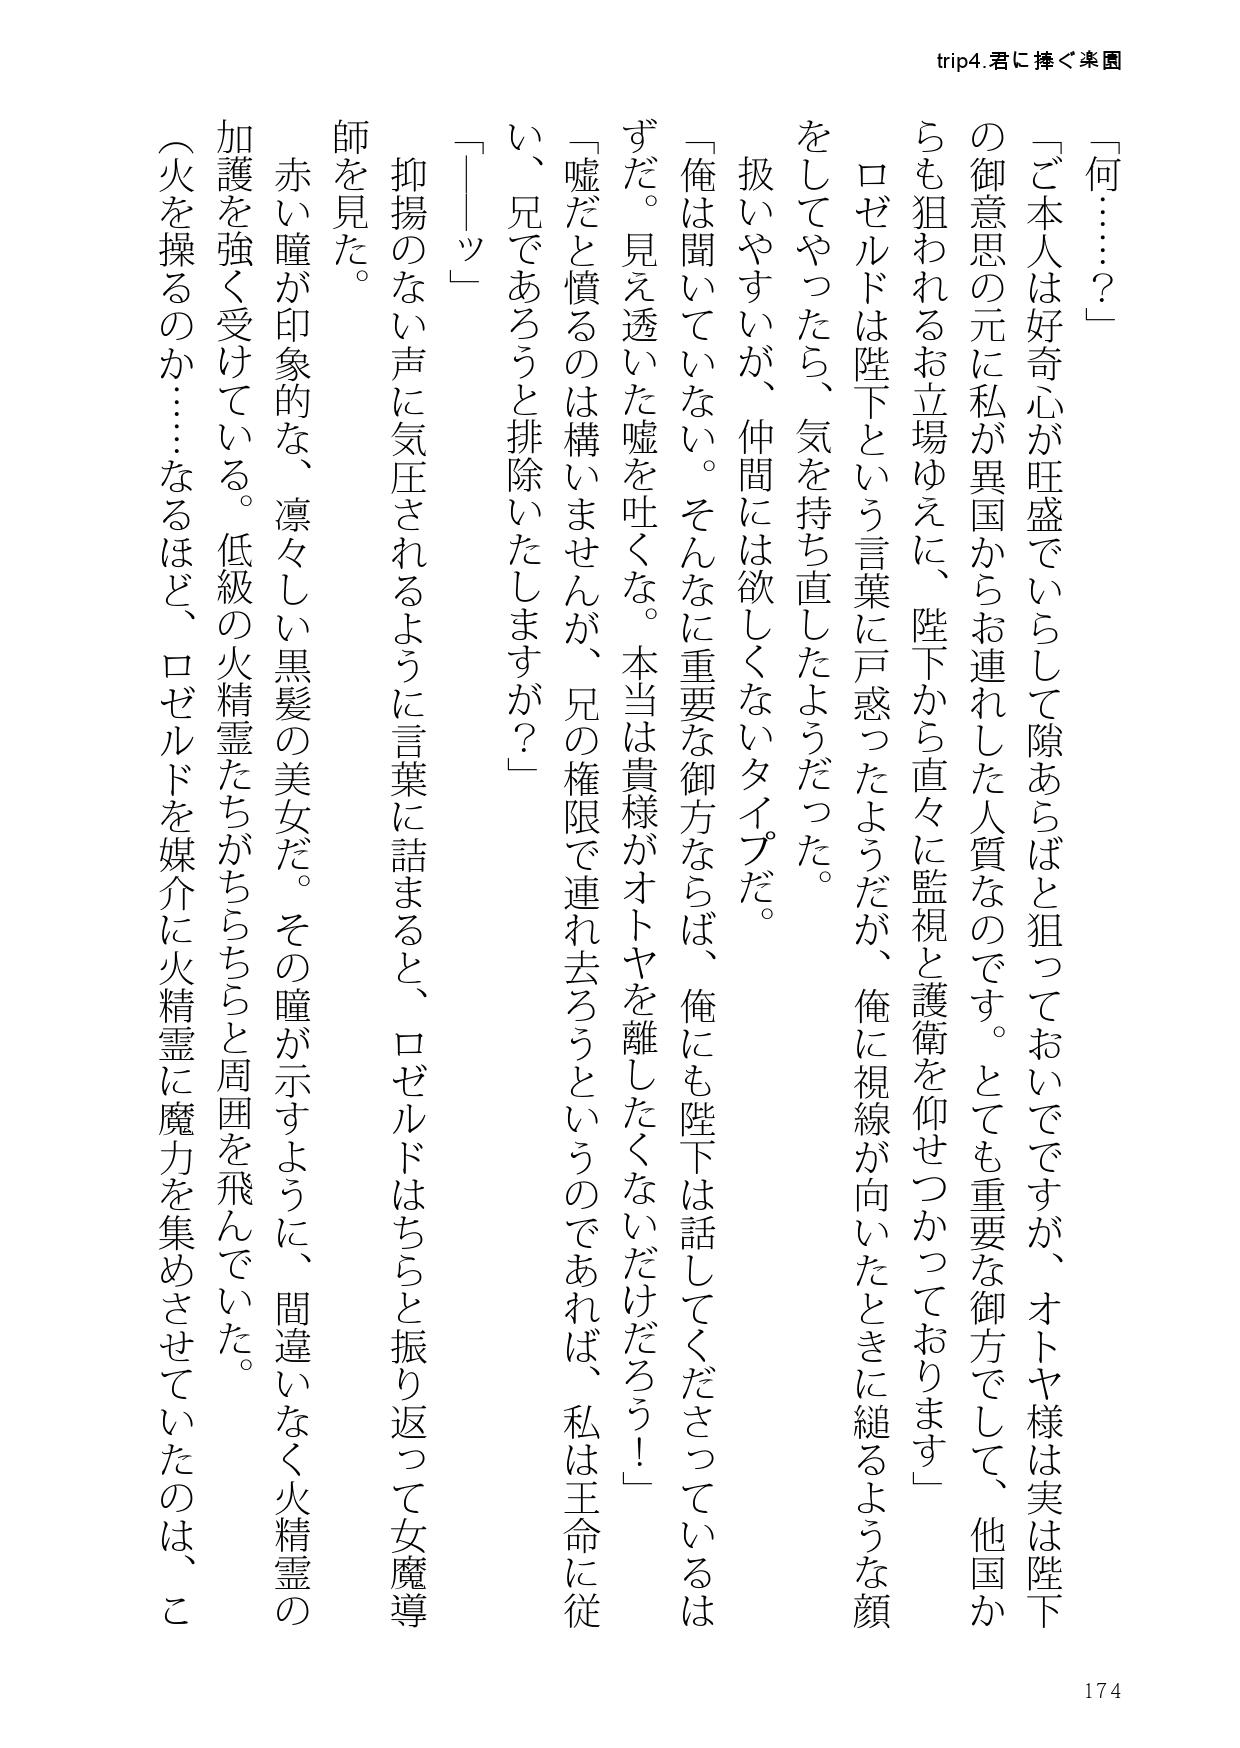 trip4.君に捧ぐ楽園
「何……？」
「ご本人は好奇心が旺盛でいらして隙あらばと狙っておいでですが、オトヤ様は実は陛下
の御意思の元に私が異国からお連れした人質なのです。とても重要な御方でして、他国か
らも狙われるお立場ゆえに、陛下から直々に監視と護衛を仰せつかっております」
　ロゼルドは陛下という言葉に戸惑ったようだが、俺に視線が向いたときに縋るような顔
をしてやったら、気を持ち直したようだった。
　扱いやすいが、仲間には欲しくないタイプだ。
「俺は聞いていない。そんなに重要な御方ならば、俺にも陛下は話してくださっているは
ずだ。見え透いた嘘を吐くな。本当は貴様がオトヤを離したくないだけだろう！」
「嘘だと憤るのは構いませんが、兄の権限で連れ去ろうというのであれば、私は王命に従
い、兄であろうと排除いたしますが？」
「――ッ」
　抑揚のない声に気圧されるように言葉に詰まると、ロゼルドはちらと振り返って女魔導
師を見た。
　赤い瞳が印象的な、凛々しい黒髪の美女だ。その瞳が示すように、間違いなく火精霊の
加護を強く受けている。低級の火精霊たちがちらちらと周囲を飛んでいた。
（火を操るのか……なるほど、ロゼルドを媒介に火精霊に魔力を集めさせていたのは、こ
174